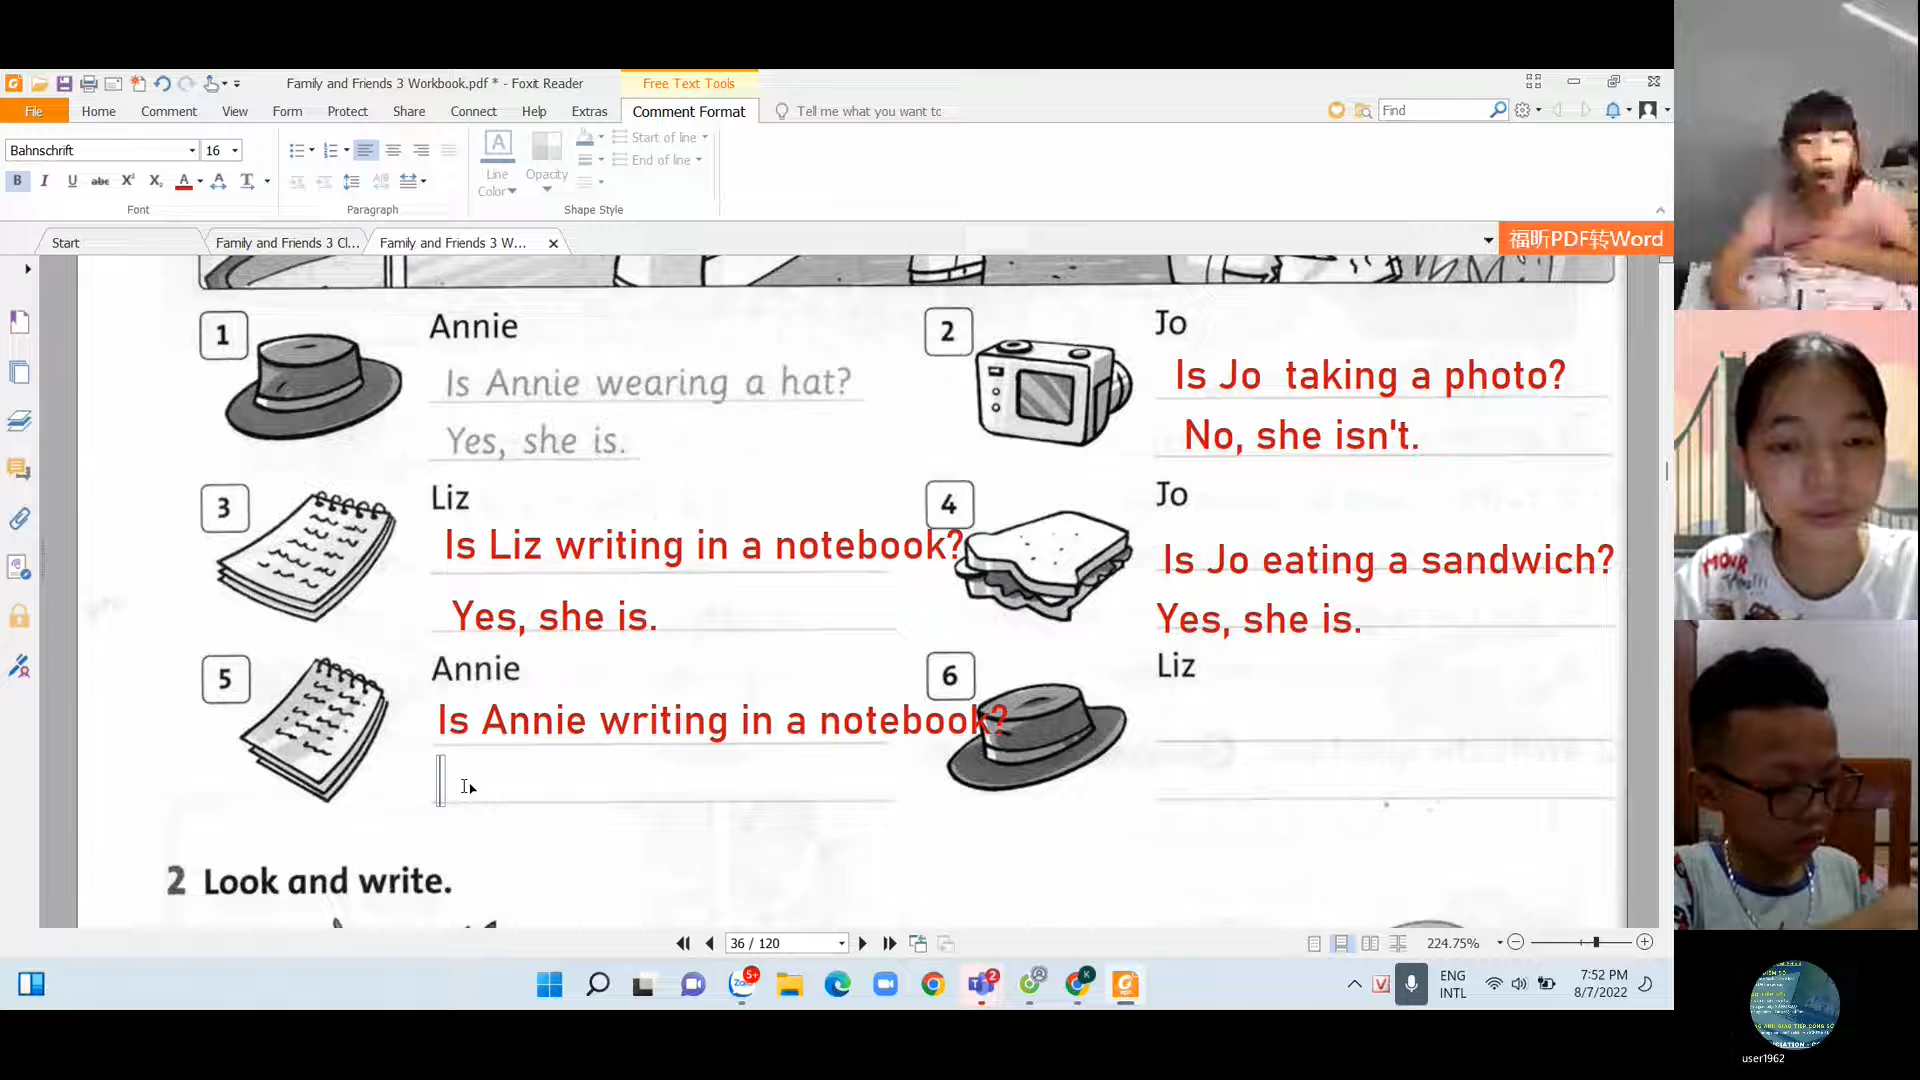 Family and Friends 3 Workbook.pdf * - Foxit Reader
Free Text Tools
File
Home
Comment
View
Form
Protect
Share
Connect
Help
Extras
Comment Format
Tell me what you want to
Find
Bahnschrift
16
Start of line
End of line
Line Color
Opacity
Font
Paragraph
Shape Style
Start
Family and Friends 3 Cl...
Family and Friends 3 W...
福昕PDF转Word
1
Annie
Is Annie wearing a hat?
Yes, she is.
2
Jo
Is Jo taking a photo?
No, she isn't.
3
Liz
Is Liz writing in a notebook?
Yes, she is.
4
Jo
Is Jo eating a sandwich?
Yes, she is.
5
Annie
Is Annie writing in a notebook?
6
Liz
2 Look and write.
36 / 120
224.75%
ENG
INTL
7:52 PM
8/7/2022
user1962